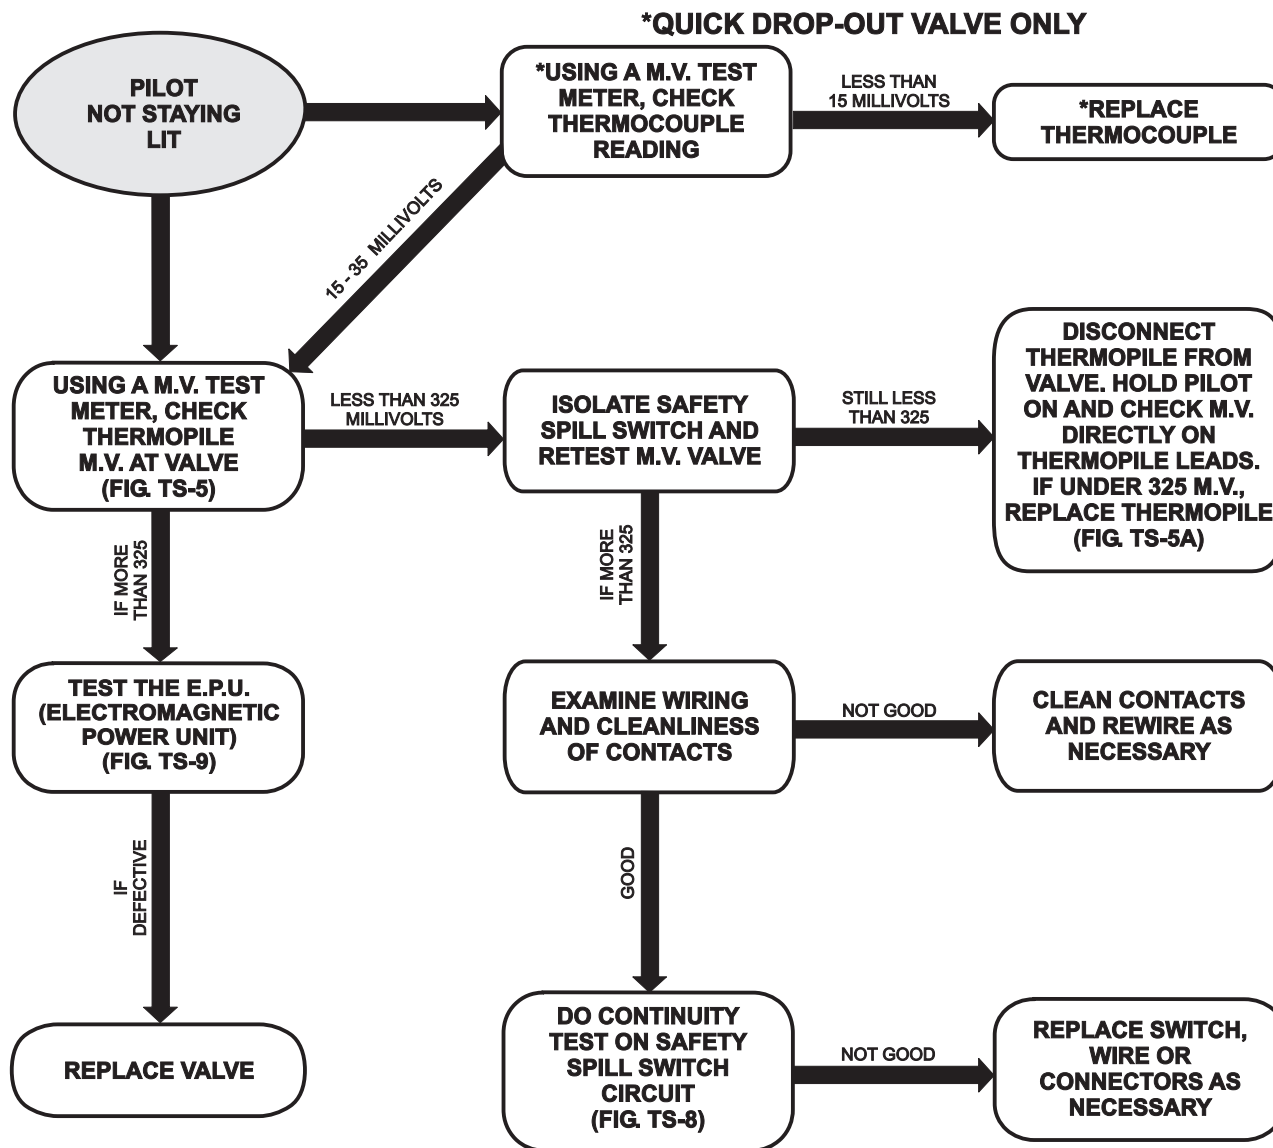 *QUICK DROP-OUT VALVE ONLY
PILOT
NOT STAYING
LIT
*USING A M.V. TEST
METER, CHECK
THERMOCOUPLE
READING
LESS THAN
15 MILLIVOLTS
*REPLACE
THERMOCOUPLE
15 - 35 MILLIVOLTS
USING A M.V. TEST
METER, CHECK
THERMOPILE
M.V. AT VALVE
(FIG. TS-5)
LESS THAN 325
MILLIVOLTS
ISOLATE SAFETY
SPILL SWITCH AND
RETEST M.V. VALVE
STILL LESS
THAN 325
DISCONNECT
THERMOPILE FROM
VALVE. HOLD PILOT
ON AND CHECK M.V.
DIRECTLY ON
THERMOPILE LEADS.
IF UNDER 325 M.V.,
REPLACE THERMOPILE
(FIG. TS-5A)
IF MORE
THAN 325
IF MORE
THAN 325
TEST THE E.P.U.
(ELECTROMAGNETIC
POWER UNIT)
(FIG. TS-9)
EXAMINE WIRING
AND CLEANLINESS
OF CONTACTS
NOT GOOD
CLEAN CONTACTS
AND REWIRE AS
NECESSARY
IF
DEFECTIVE
GOOD
REPLACE VALVE
DO CONTINUITY
TEST ON SAFETY
SPILL SWITCH
CIRCUIT
(FIG. TS-8)
NOT GOOD
REPLACE SWITCH,
WIRE OR
CONNECTORS AS
NECESSARY